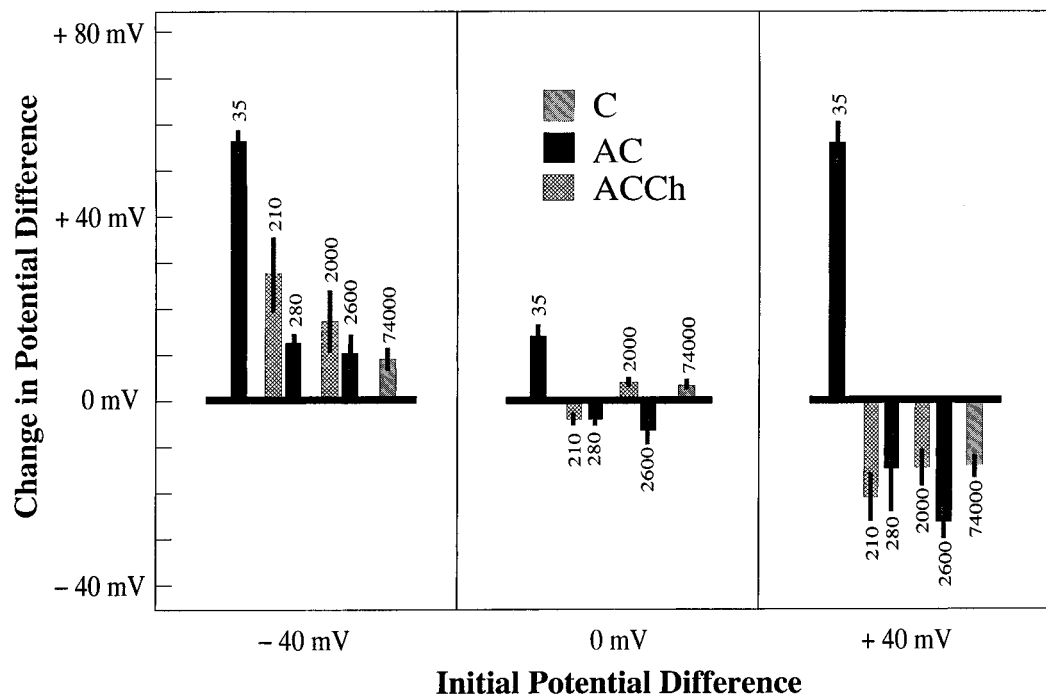 + 80 mV
+ 40 mV
0 mV
– 40 mV
Change in Potential Difference
35
210
280
2000
2600
74000
C
AC
ACCh
35
210
280
2000
2600
74000
35
210
280
2000
2600
74000
– 40 mV
0 mV
+ 40 mV
Initial Potential Difference